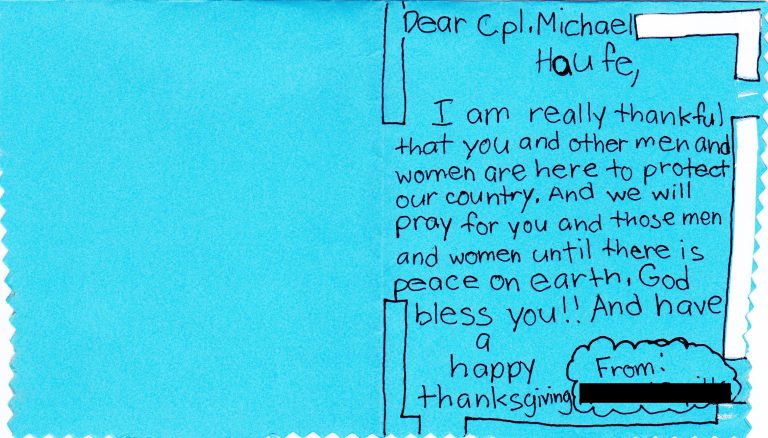 Dear Cpl. Michael
Haufe,
I am really thankful
that you and other men and
women are here to protect
our country. And we will
pray for you and those men
and women until there is
peace on earth. God
bless you!! And have
a
happy
thanksgiving
From: